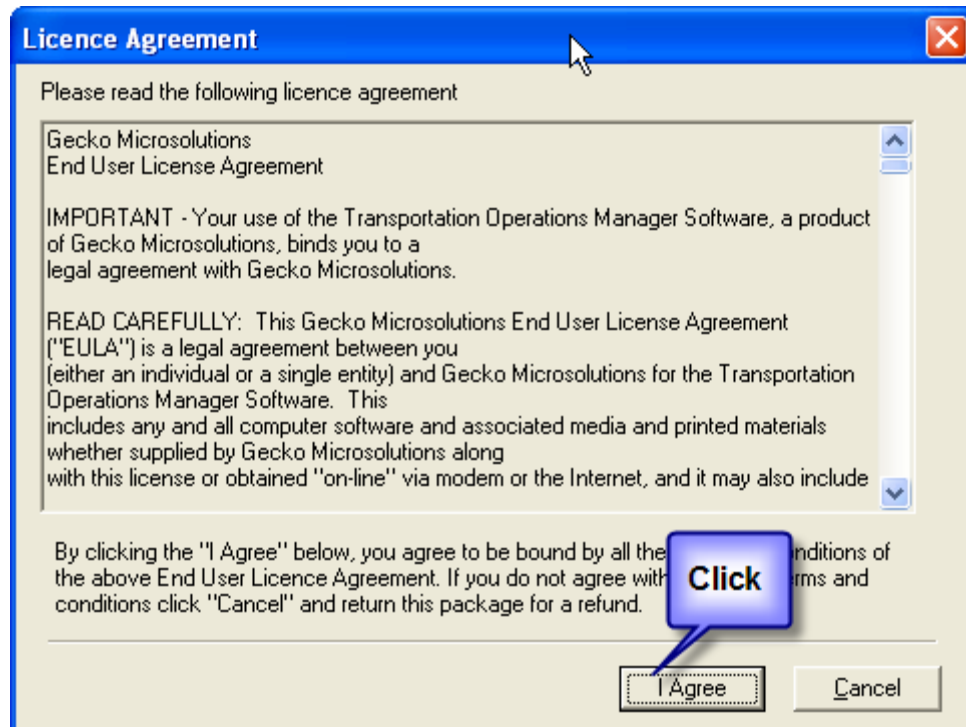 Licence Agreement
Please read the following licence agreement
Gecko Microsolutions
End User License Agreement
IMPORTANT - Your use of the Transportation Operations Manager Software, a product
of Gecko Microsolutions, binds you to a
legal agreement with Gecko Microsolutions.
READ CAREFULLY:  This Gecko Microsolutions End User License Agreement
("EULA") is a legal agreement between you
(either an individual or a single entity) and Gecko Microsolutions for the Transportation
Operations Manager Software.  This
includes any and all computer software and associated media and printed materials
whether supplied by Gecko Microsolutions along
with this license or obtained "on-line" via modem or the Internet, and it may also include
By clicking the "I Agree" below, you agree to be bound by all the nditions of
the above End User Licence Agreement. If you do not agree with rms and
conditions click "Cancel" and return this package for a refund.
Click
I Agree
Cancel